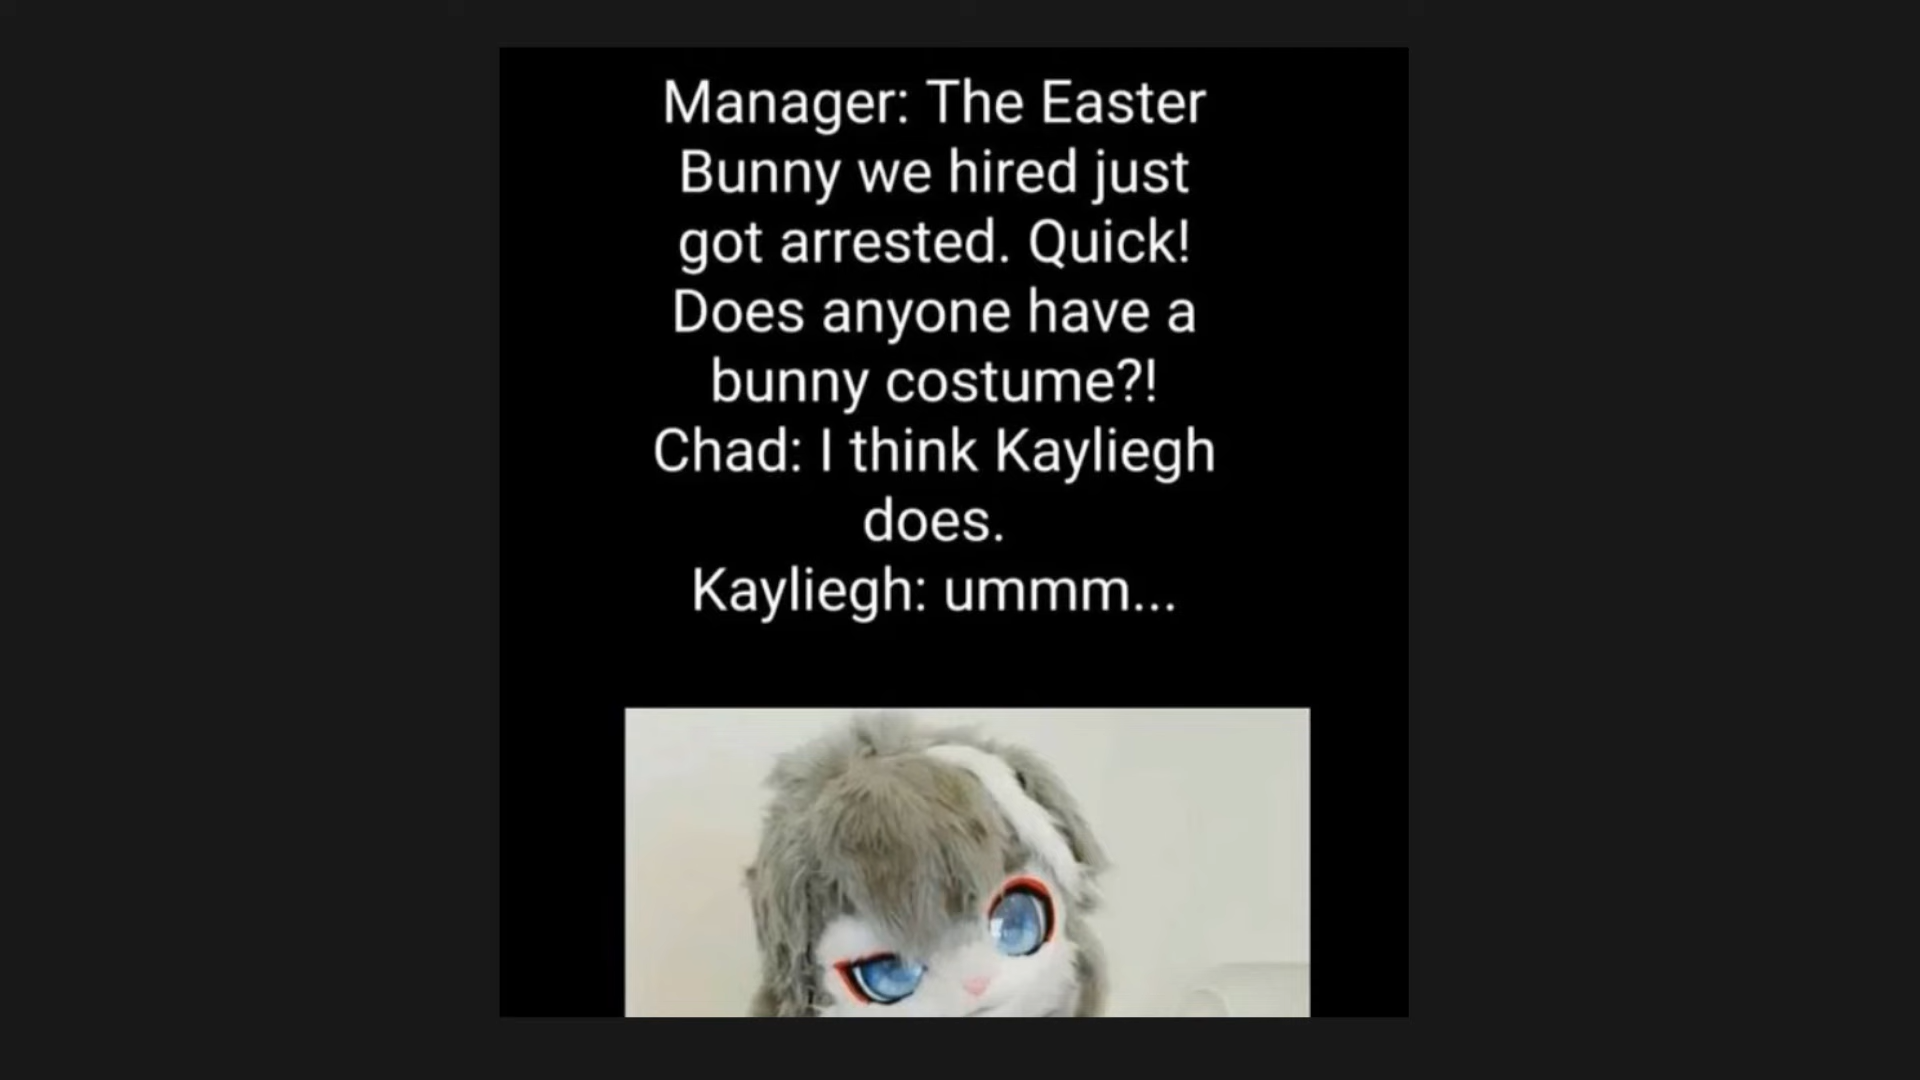 Manager: The Easter
Bunny we hired just
got arrested. Quick!
Does anyone have a
bunny costume?!
Chad: I think Kayliegh
does.
Kayliegh: ummm...